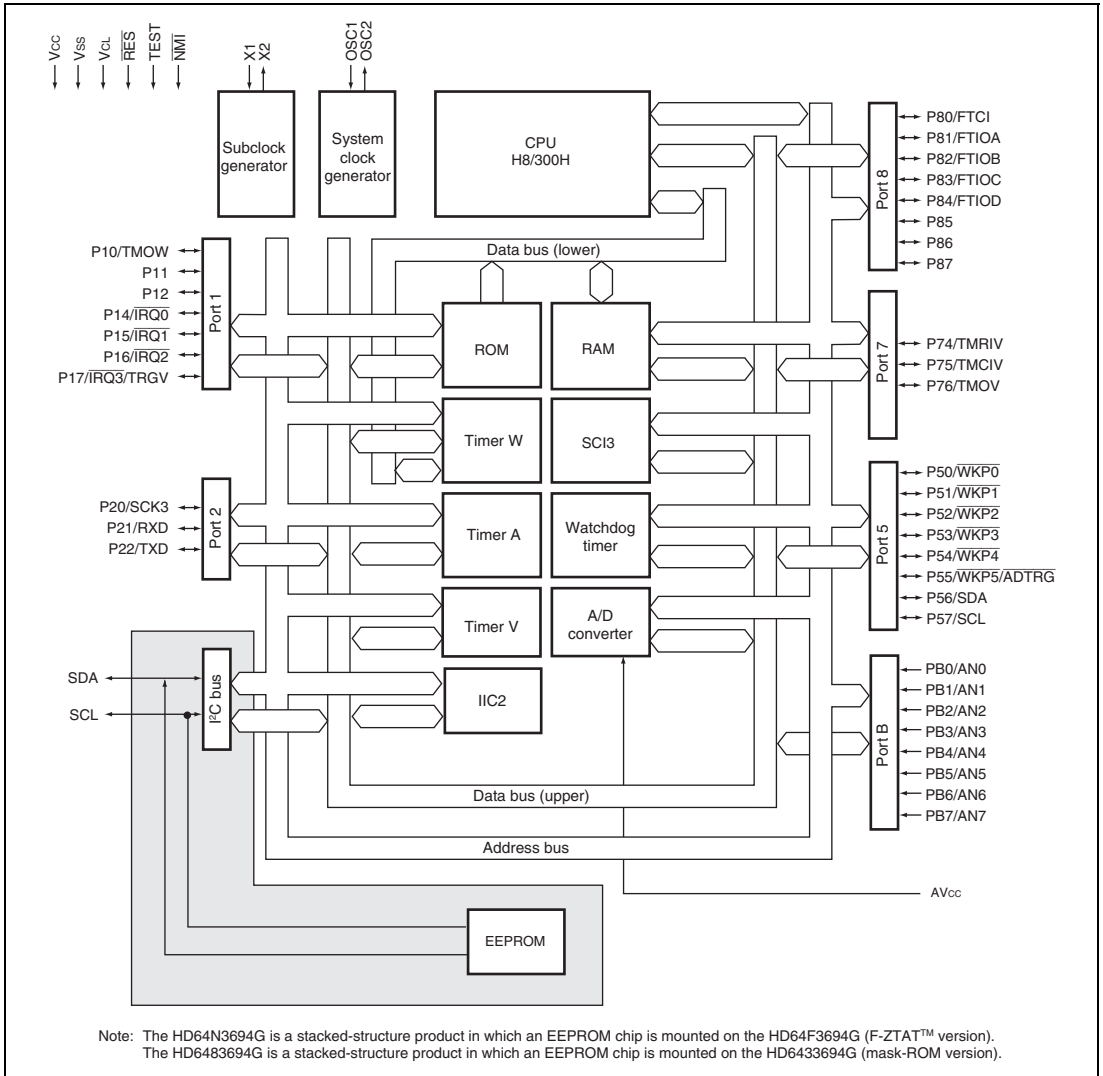 Vcc
Vss
VCL
RES
TEST
NMI
X1
X2
OSC1
OSC2
Subclock
generator
System
clock
generator
CPU
H8/300H
Port 8
P80/FTCI
P81/FTIOA
P82/FTIOB
P83/FTIOC
P84/FTIOD
P85
P86
P87
Data bus (lower)
P10/TMOW
P11
P12
P14/IRQ0
P15/IRQ1
P16/IRQ2
P17/IRQ3/TRGV
Port 1
ROM
RAM
Port 7
P74/TMRIV
P75/TMCIV
P76/TMOV
Timer W
SCI3
P20/SCK3
P21/RXD
P22/TXD
Port 2
Timer A
Watchdog
timer
Port 5
P50/WKP0
P51/WKP1
P52/WKP2
P53/WKP3
P54/WKP4
P55/WKP5/ADTRG
P56/SDA
P57/SCL
Timer V
A/D
converter
SDA
SCL
I²C bus
IIC2
Port B
PB0/AN0
PB1/AN1
PB2/AN2
PB3/AN3
PB4/AN4
PB5/AN5
PB6/AN6
PB7/AN7
Data bus (upper)
Address bus
AVcc
EEPROM
Note: The HD64N3694G is a stacked-structure product in which an EEPROM chip is mounted on the HD64F3694G (F-ZTAT™ version).
The HD6483694G is a stacked-structure product in which an EEPROM chip is mounted on the HD6433694G (mask-ROM version).